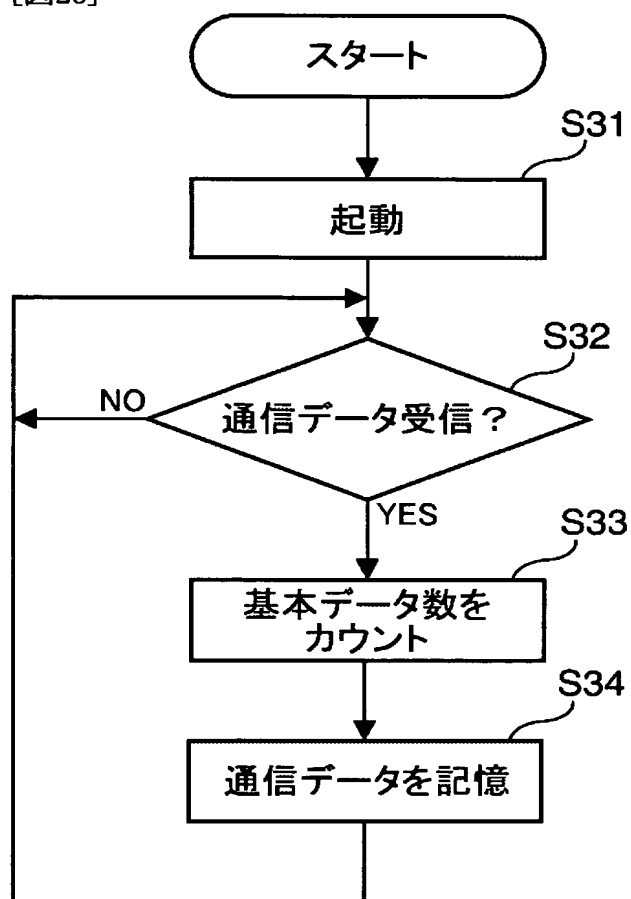 スタート
S31
起動
S32
通信データ受信？
NO
YES
S33
基本データ数を
カウント
S34
通信データを記憶